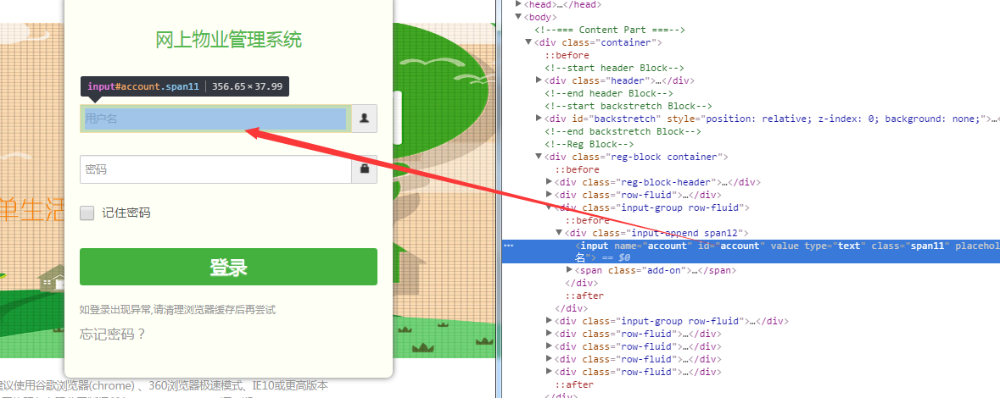 网上物业管理系统
input#account.span11 | 356.65 × 37.99
用户名
密码
单生活
记住密码
登录
如登录出现异常,请清理浏览器缓存后再尝试
忘记密码？
建议使用谷歌浏览器(chrome) 、360浏览器极速模式、IE10或更高版本
▶<head>…</head>
▼<body>
<!--=== Content Part ===-->
▼<div class="container">
::before
<!--start header Block-->
▶<div class="header">…</div>
<!--end header Block-->
<!--start backstretch Block-->
▶<div id="backstretch" style="position: relative; z-index: 0; background: none;">…<
<!--end backstretch Block-->
<!--Reg Block-->
▼<div class="reg-block container">
::before
▶<div class="reg-block-header">…</div>
▶<div class="row-fluid">…</div>
▼<div class="input-group row-fluid">
::before
▼<div class="input-append span12">
<input name="account" id="account" value type="text" class="span11" placehol
名"> == $0
▶<span class="add-on">…</span>
</div>
::after
</div>
▶<div class="input-group row-fluid">…</div>
▶<div class="row-fluid">…</div>
▶<div class="row-fluid">…</div>
▶<div class="row-fluid">…</div>
▶<div class="row-fluid">…</div>
::after
</div>